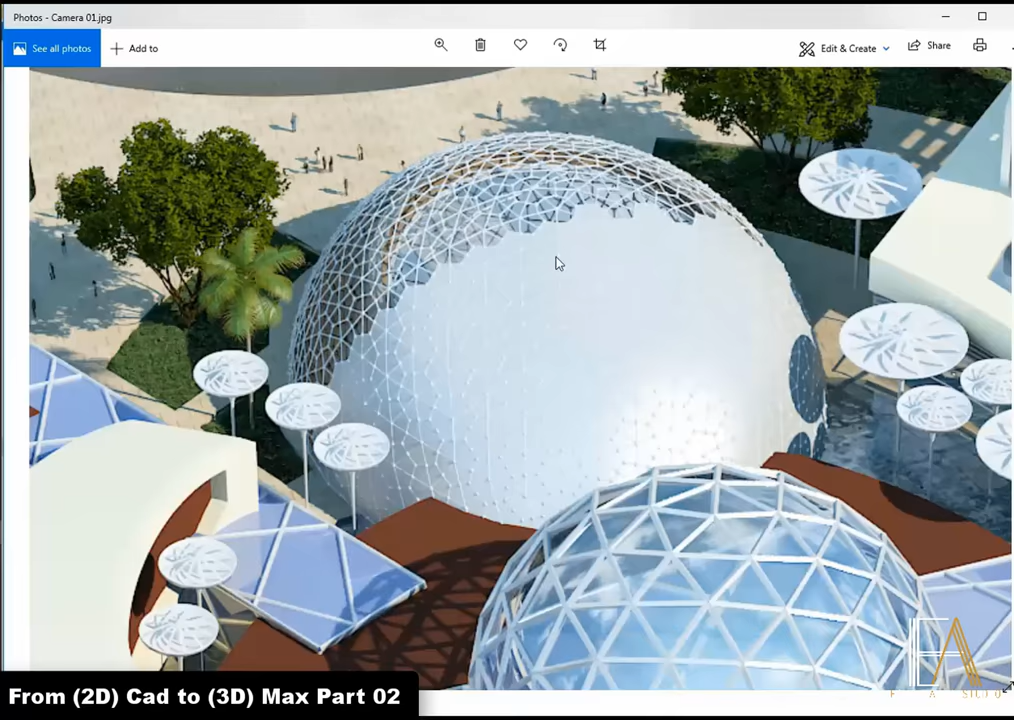 Photos - Camera 01.jpg
See all photos
Add to
Edit & Create
Share
From (2D) Cad to (3D) Max Part 02